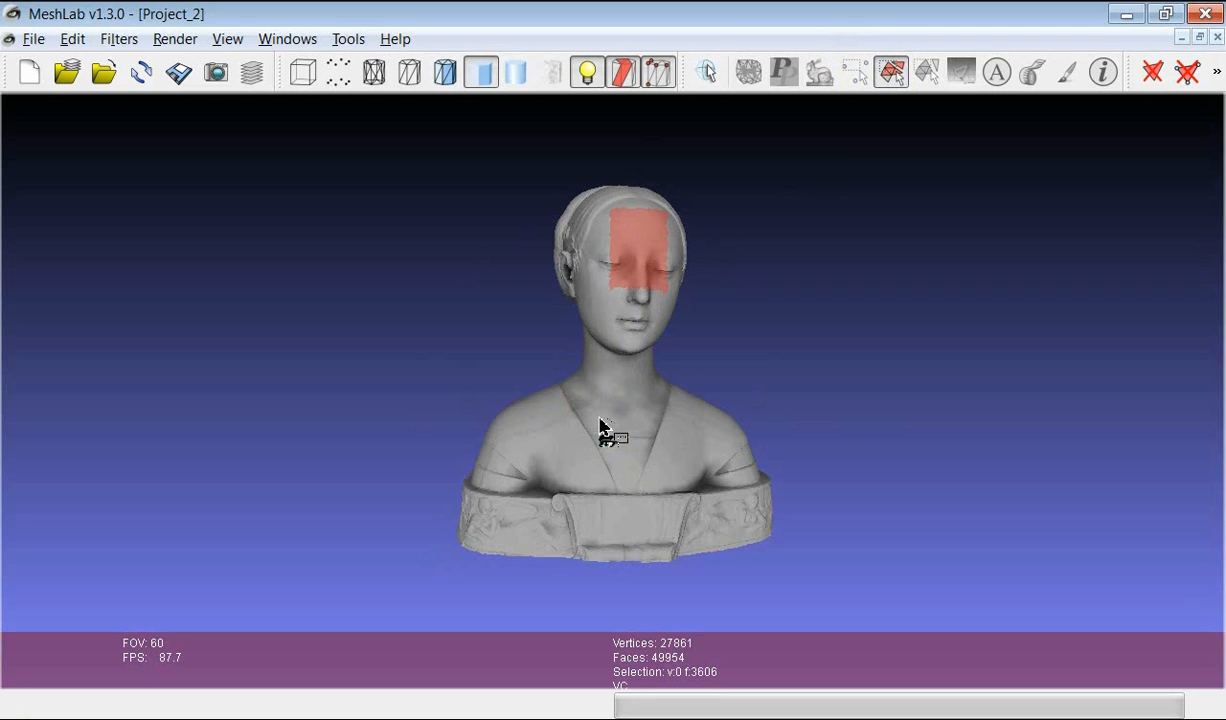 MeshLab v1.3.0 - [Project_2]
File Edit Filters Render View Windows Tools Help
P A i »
FOV: 60
FPS: 87.7
Vertices: 27861
Faces: 49954
Selection: v:0 f:3606
VC